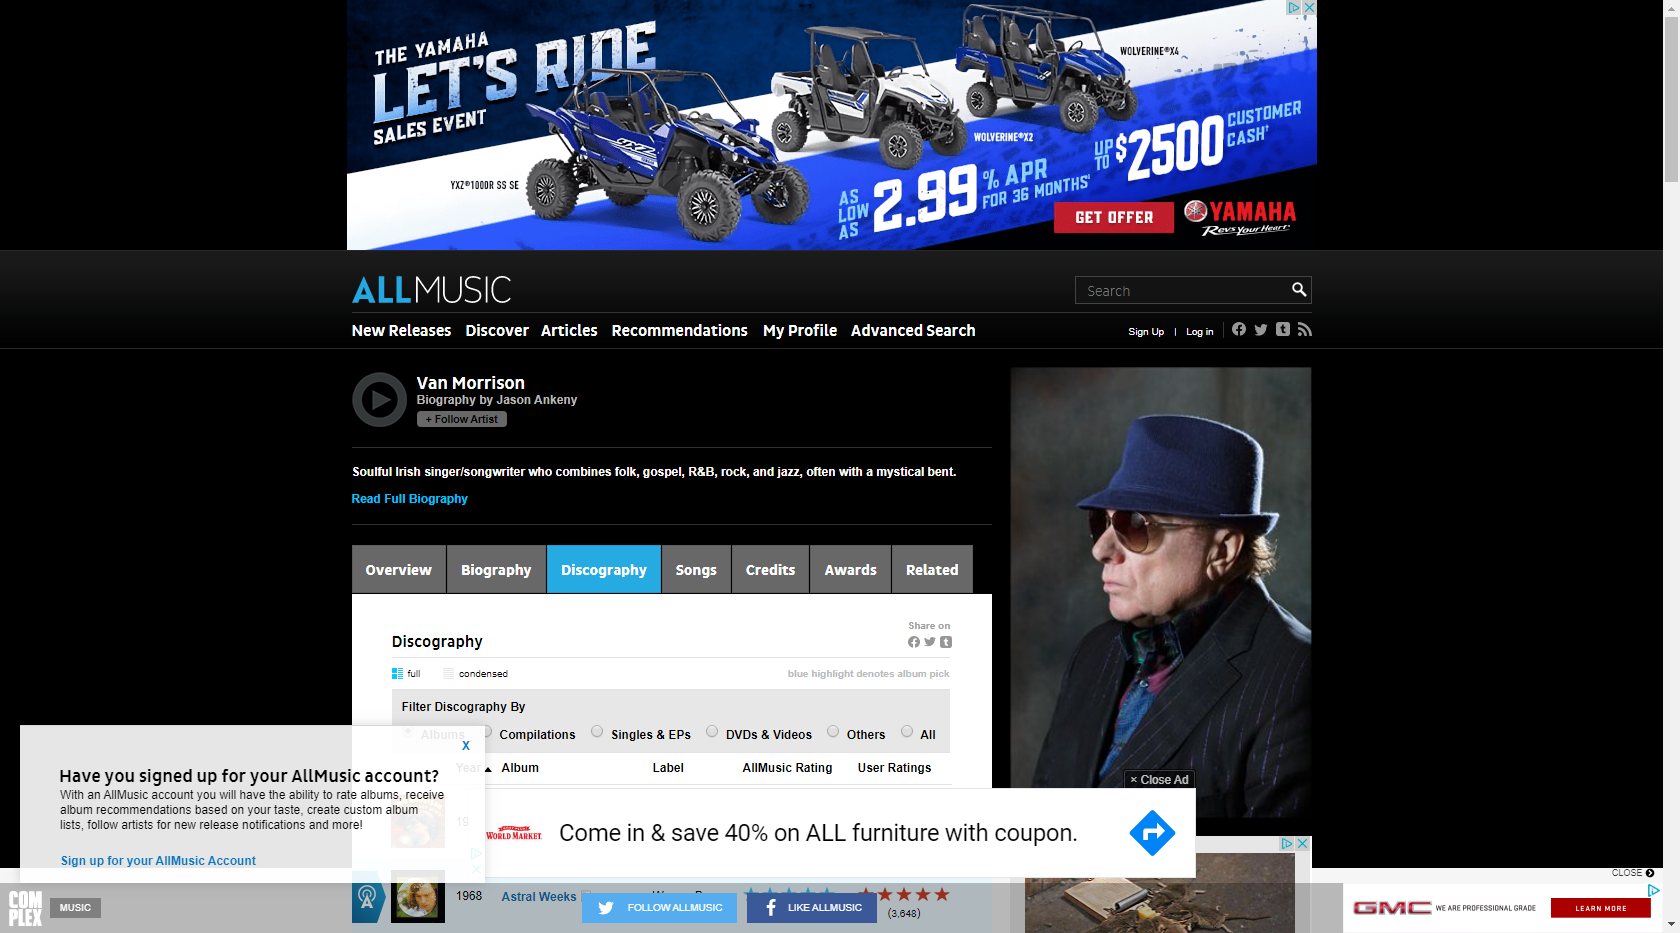 THE YAMAHA
LET'S RIDE
SALES EVENT
YXZ®1000R SS SE
WOLVERINE®X2
WOLVERINE®X4
AS LOW AS 2.99% APR FOR 36 MONTHS
UP TO $2500 CUSTOMER CASH†
GET OFFER
YAMAHA
Revs Your Heart
ALLMUSIC
Search
New Releases Discover Articles Recommendations My Profile Advanced Search
Sign Up | Log in
Van Morrison
Biography by Jason Ankeny
+ Follow Artist
Soulful Irish singer/songwriter who combines folk, gospel, R&B, rock, and jazz, often with a mystical bent.
Read Full Biography
Overview Biography Discography Songs Credits Awards Related
Share on
Discography
full condensed
blue highlight denotes album pick
Filter Discography By
Albums Compilations Singles & EPs DVDs & Videos Others All
Year Album Label AllMusic Rating User Ratings
X
Have you signed up for your AllMusic account?
With an AllMusic account you will have the ability to rate albums, receive
album recommendations based on your taste, create custom album
lists, follow artists for new release notifications and more!
Sign up for your AllMusic Account
× Close Ad
WORLD MARKET
Come in & save 40% on ALL furniture with coupon.
1968 Astral Weeks
(3,648)
COMPLEX
MUSIC
FOLLOW ALLMUSIC
LIKE ALLMUSIC
CLOSE
GMC
WE ARE PROFESSIONAL GRADE
LEARN MORE